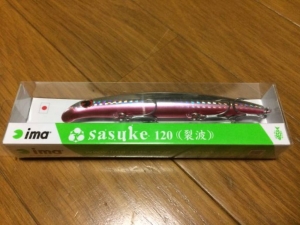 ima
sasuke 120 《裂波》